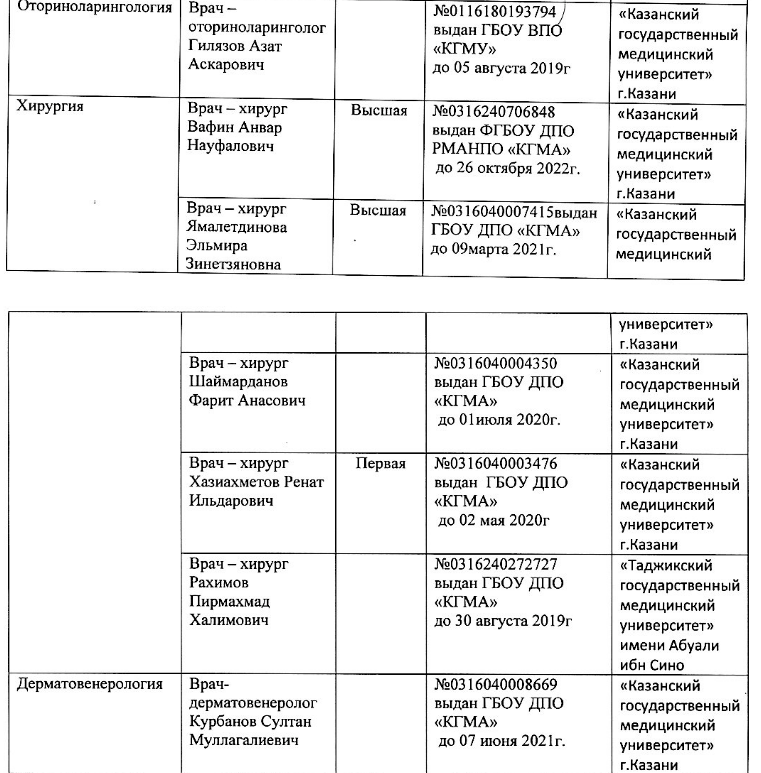 Оториноларингология
Врач –
оториноларинголог
Гилязов Азат
Аскарович
№0116180193794
выдан ГБОУ ВПО
«КГМУ»
до 05 августа 2019г
«Казанский
государственный
медицинский
университет»
г.Казани
Хирургия
Врач – хирург
Вафин Анвар
Науфалович
Высшая
№0316240706848
выдан ФГБОУ ДПО
РМАНПО «КГМА»
до 26 октября 2022г.
«Казанский
государственный
медицинский
университет»
г.Казани
Врач – хирург
Ямалетдинова
Эльмира
Зинетзяновна
Высшая
№0316040007415выдан
ГБОУ ДПО «КГМА»
до 09марта 2021г.
«Казанский
государственный
медицинский
университет»
г.Казани
Врач – хирург
Шаймарданов
Фарит Анасович
№0316040004350
выдан ГБОУ ДПО
«КГМА»
до 01июля 2020г.
«Казанский
государственный
медицинский
университет»
г.Казани
Врач – хирург
Хазиахметов Ренат
Ильдарович
Первая
№0316040003476
выдан ГБОУ ДПО
«КГМА»
до 02 мая 2020г
«Казанский
государственный
медицинский
университет»
г.Казани
Врач – хирург
Рахимов
Пирмахмад
Халимович
№0316240272727
выдан ГБОУ ДПО
«КГМА»
до 30 августа 2019г
«Таджикский
государственный
медицинский
университет»
имени Абуали
ибн Сино
Дерматовенерология
Врач-
дерматовенеролог
Курбанов Султан
Муллагалиевич
№0316040008669
выдан ГБОУ ДПО
«КГМА»
до 07 июня 2021г.
«Казанский
государственный
медицинский
университет»
г.Казани